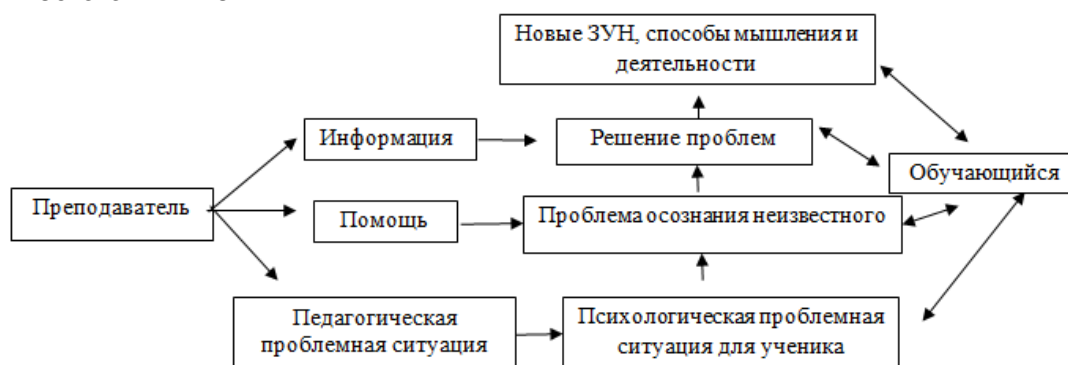 Новые ЗУН, способы мышления и
деятельности
Информация
Решение проблем
Обучающийся
Преподаватель
Помощь
Проблема осознания неизвестного
Педагогическая
проблемная ситуация
Психологическая проблемная
ситуация для ученика